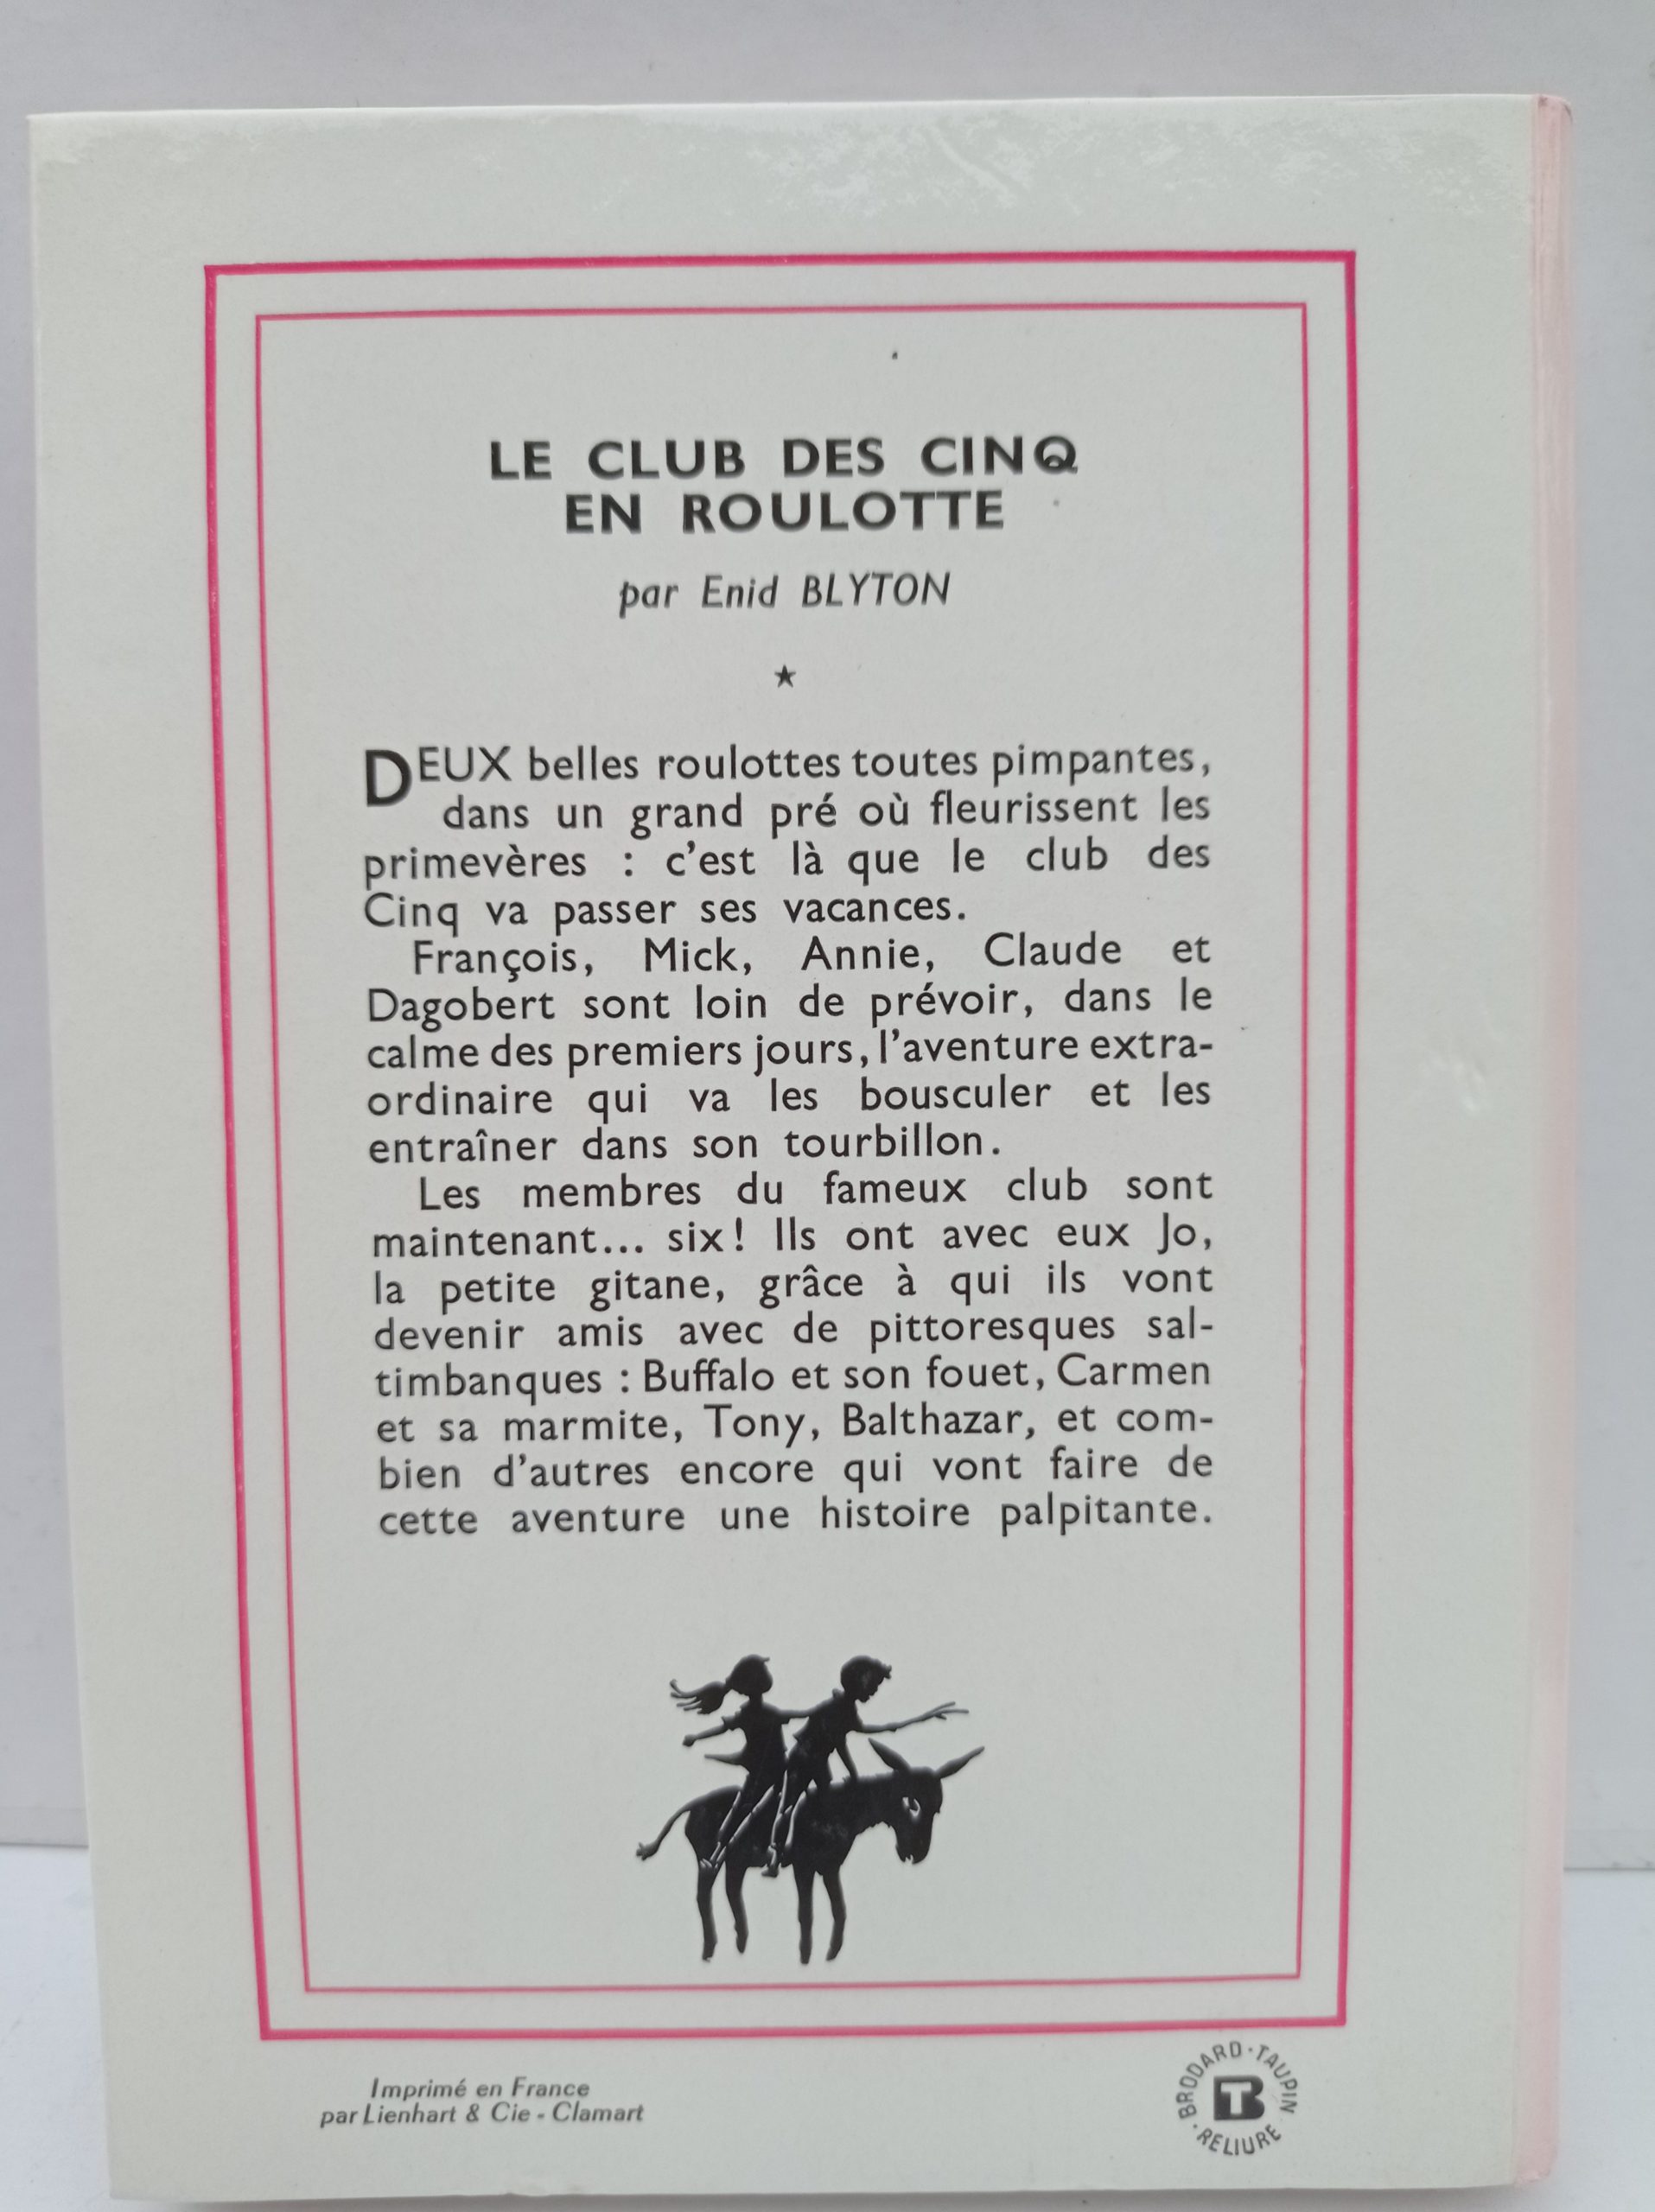 LE CLUB DES CINQ
EN ROULOTTE
par Enid BLYTON
★
DEUX belles roulottes toutes pimpantes,
dans un grand pré où fleurissent les
primevères : c'est là que le club des
Cinq va passer ses vacances.
François, Mick, Annie, Claude et
Dagobert sont loin de prévoir, dans le
calme des premiers jours, l'aventure extra-
ordinaire qui va les bousculer et les
entraîner dans son tourbillon.
Les membres du fameux club sont
maintenant... six! Ils ont avec eux Jo,
la petite gitane, grâce à qui ils vont
devenir amis avec de pittoresques sal-
timbanques : Buffalo et son fouet, Carmen
et sa marmite, Tony, Balthazar, et com-
bien d'autres encore qui vont faire de
cette aventure une histoire palpitante.
Imprimé en France
par Lienhart & Cie - Clamart
BRODARD · TAUPIN
BT
· RELIURE